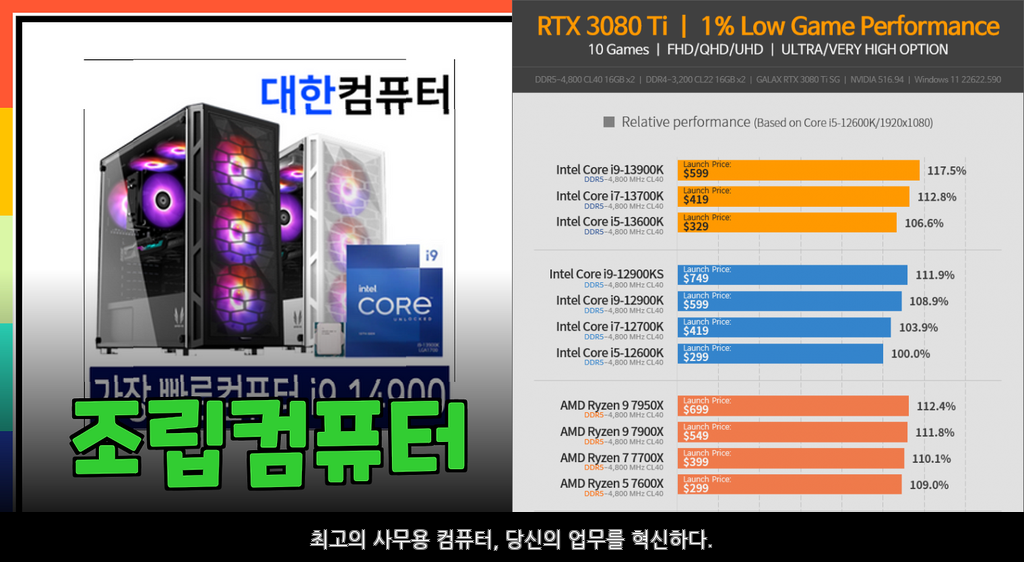 대한컴퓨터
i9
intel
CORE
UNLOCKED
가장 빠른컴퓨터 i9 14900
조립컴퓨터
RTX 3080 Ti | 1% Low Game Performance
10 Games | FHD/QHD/UHD | ULTRA/VERY HIGH OPTION
DDR5-4,800 CL40 16GB x2 | DDR4-3,200 CL22 16GB x2 | GALAX RTX 3080 Ti SG | NVIDIA 516.94 | Windows 11 22622.590
Relative performance (Based on Core i5-12600K/1920x1080)
Intel Core i9-13900K Launch Price: 117.5%
DDR5-4,800 MHz CL40 $599
Intel Core i7-13700K Launch Price: 112.8%
DDR5-4,800 MHz CL40 $419
Intel Core i5-13600K Launch Price: 106.6%
DDR5-4,800 MHz CL40 $329
Intel Core i9-12900KS Launch Price: 111.9%
DDR5-4,800 MHz CL40 $749
Intel Core i9-12900K Launch Price: 108.9%
DDR5-4,800 MHz CL40 $599
Intel Core i7-12700K Launch Price: 103.9%
DDR5-4,800 MHz CL40 $419
Intel Core i5-12600K Launch Price: 100.0%
DDR5-4,800 MHz CL40 $299
AMD Ryzen 9 7950X Launch Price: 112.4%
DDR5-4,800 MHz CL40 $699
AMD Ryzen 9 7900X Launch Price: 111.8%
DDR5-4,800 MHz CL40 $549
AMD Ryzen 7 7700X Launch Price: 110.1%
DDR5-4,800 MHz CL40 $399
AMD Ryzen 5 7600X Launch Price: 109.0%
DDR5-4,800 MHz CL40 $299
최고의 사무용 컴퓨터, 당신의 업무를 혁신하다.